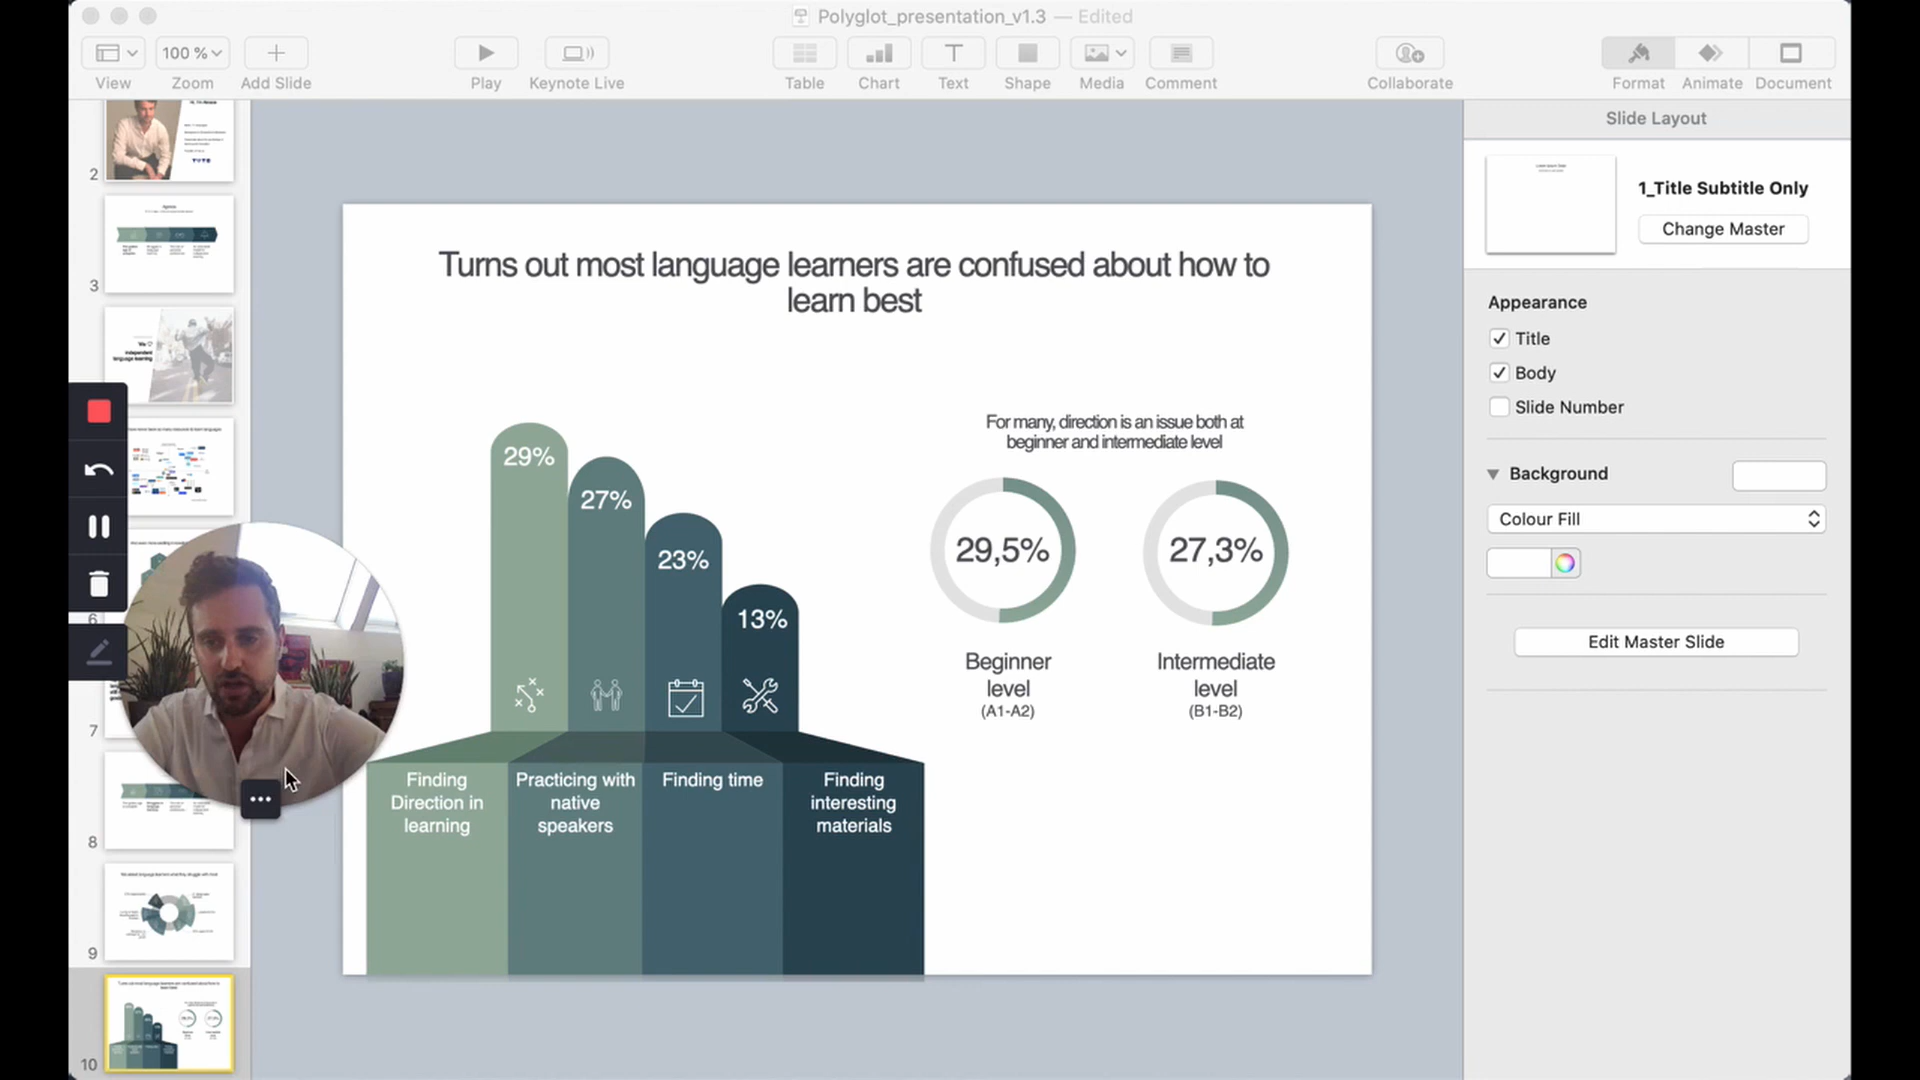 Polyglot_presentation_v1.3 — Edited
100 %
View
Zoom
Add Slide
Play
Keynote Live
Table
Chart
Text
Shape
Media
Comment
Collaborate
Format
Animate
Document
Slide Layout
1_Title Subtitle Only
Change Master
Appearance
Title
Body
Slide Number
Background
Colour Fill
Edit Master Slide
2
3
6
7
8
9
10
Turns out most language learners are confused about how to
learn best
29%
27%
23%
13%
Finding
Direction in
learning
Practicing with
native
speakers
Finding time
Finding
interesting
materials
For many, direction is an issue both at
beginner and intermediate level
29,5%
27,3%
Beginner
level
(A1-A2)
Intermediate
level
(B1-B2)